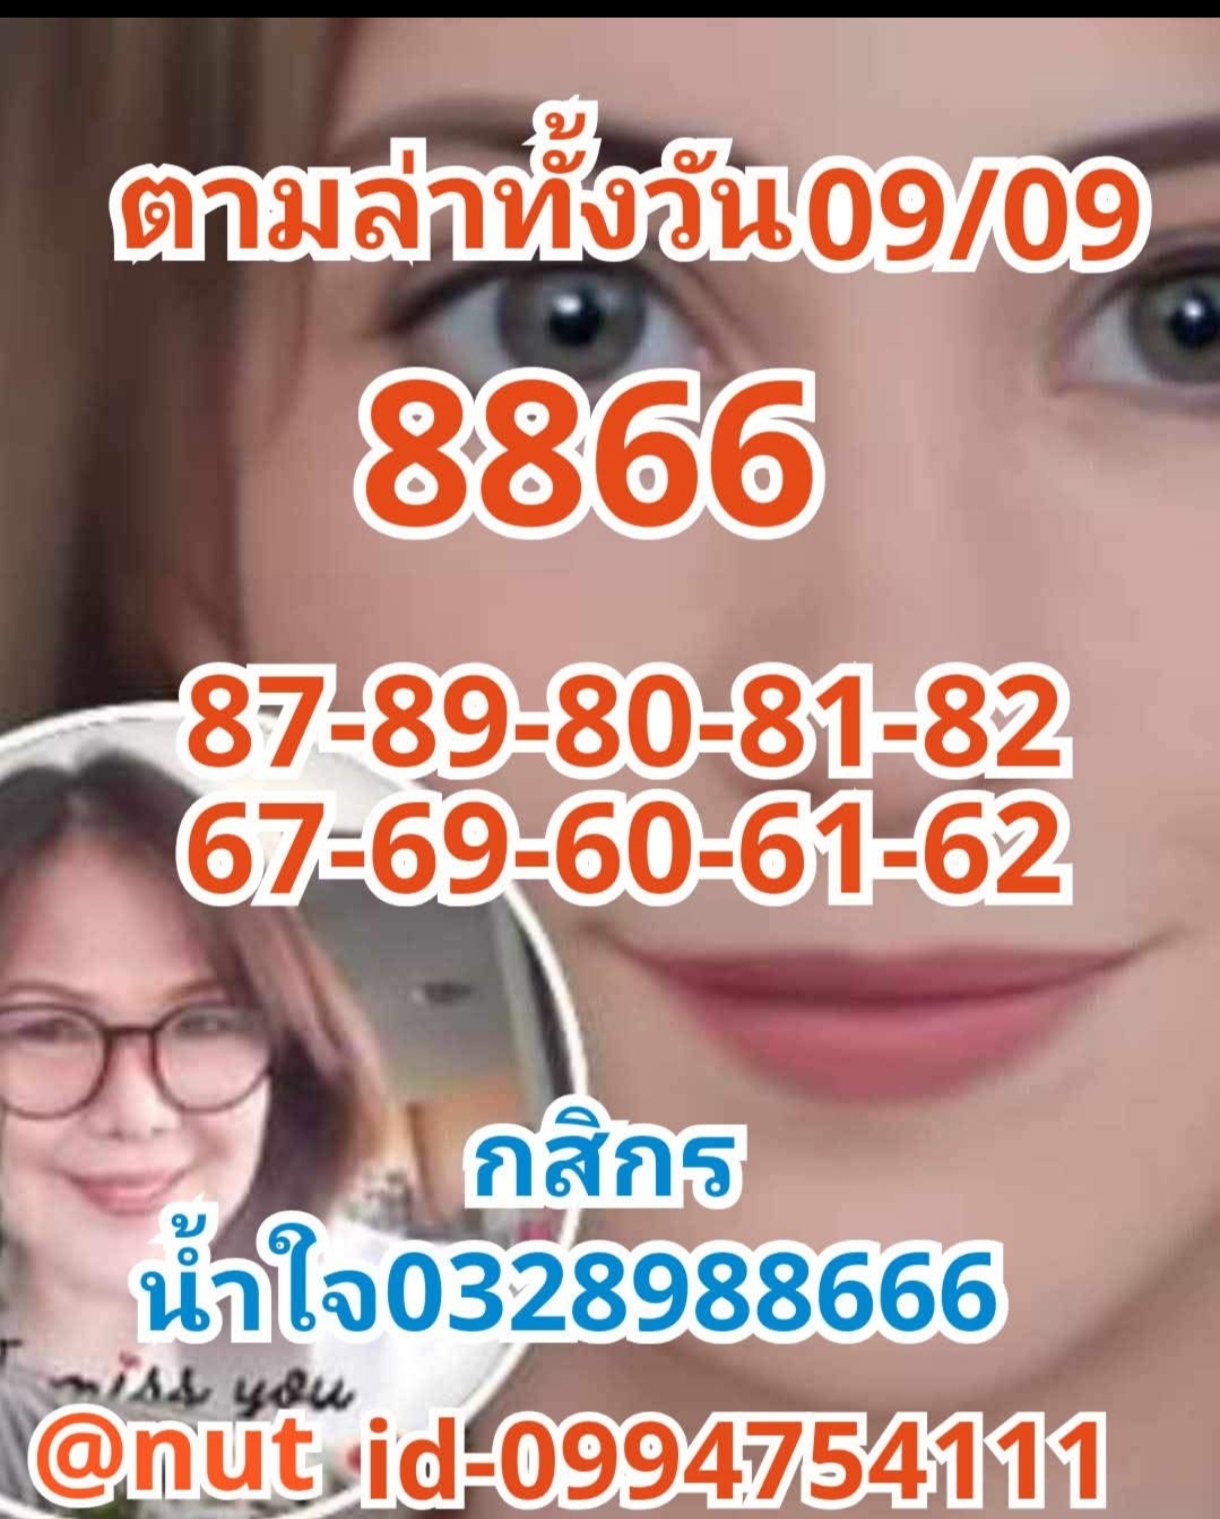 ตามล่าทั้งวัน09/09
8866
87-89-80-81-82
67-69-60-61-62
กสิกร
น้ำใจ0328988666
miss you
@nut id-0994754111